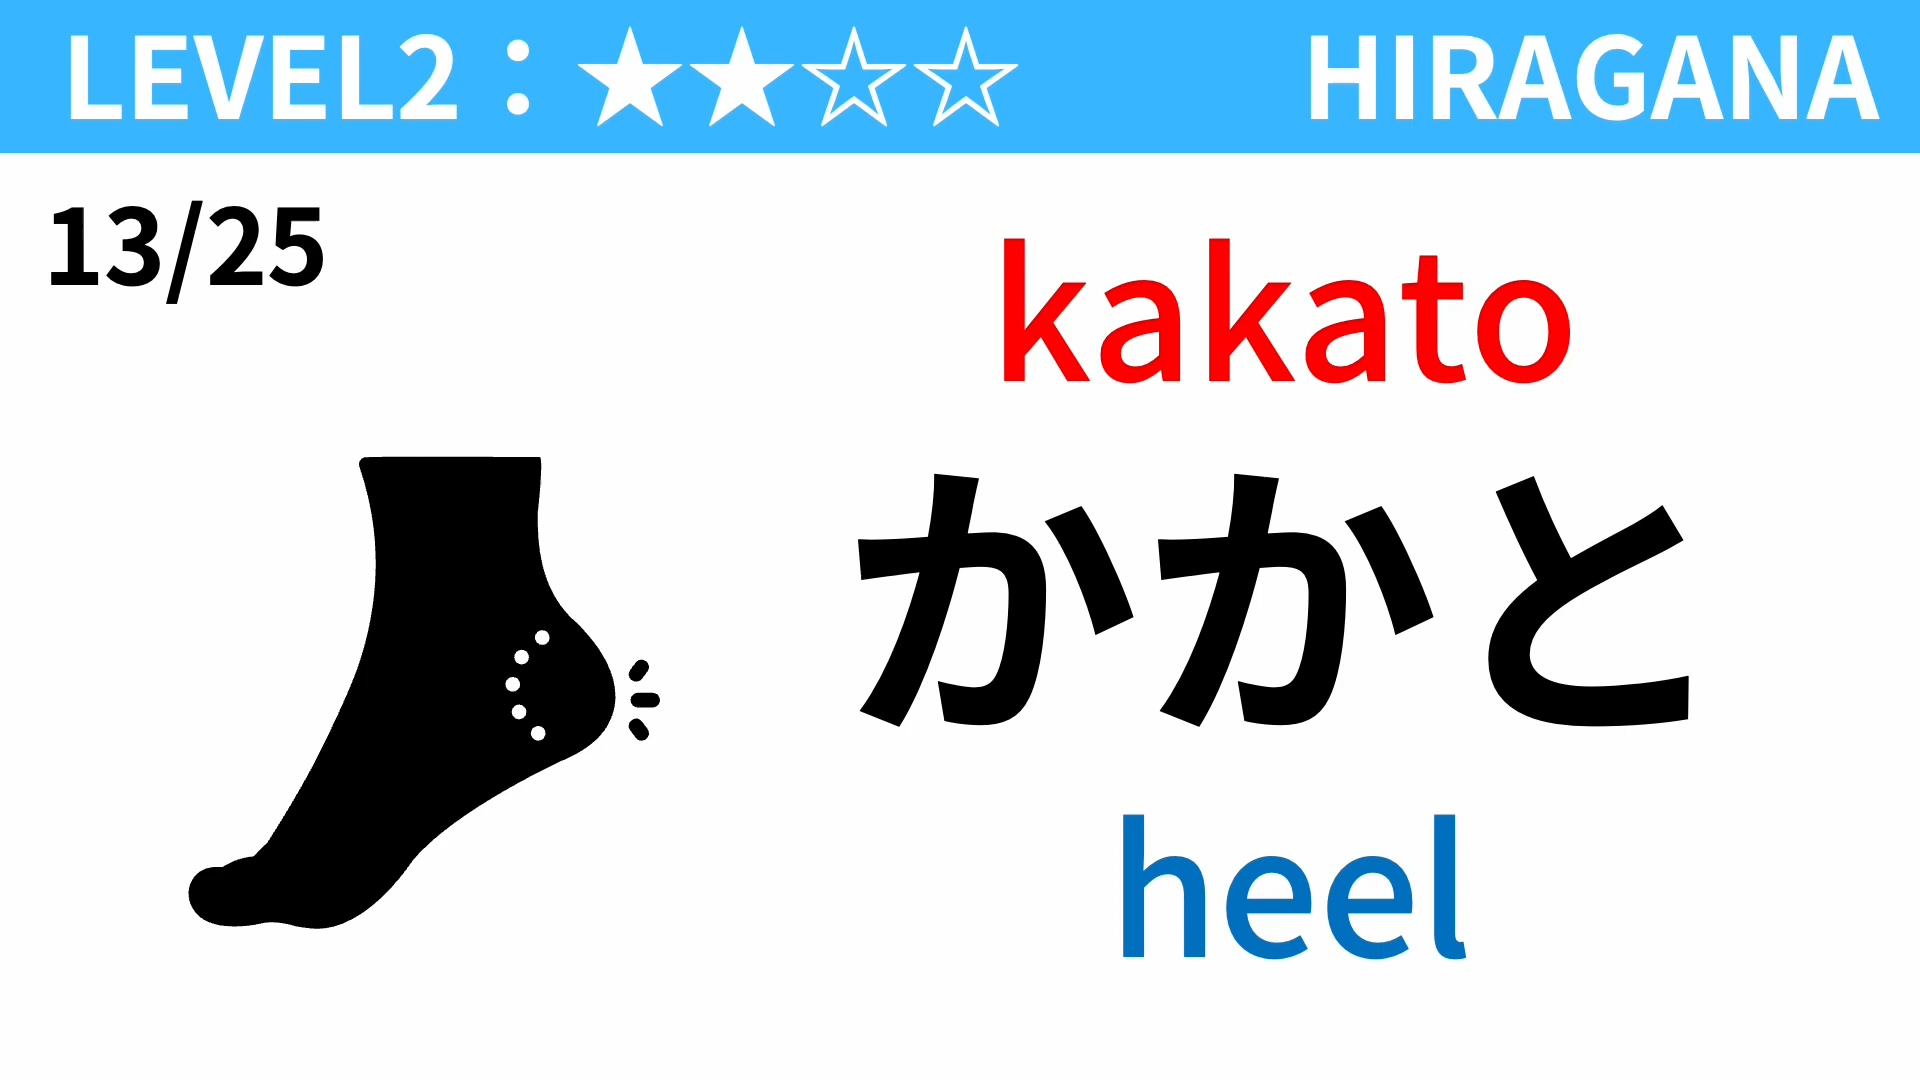 LEVEL2：★★☆☆ HIRAGANA
13/25
kakato
かかと
heel